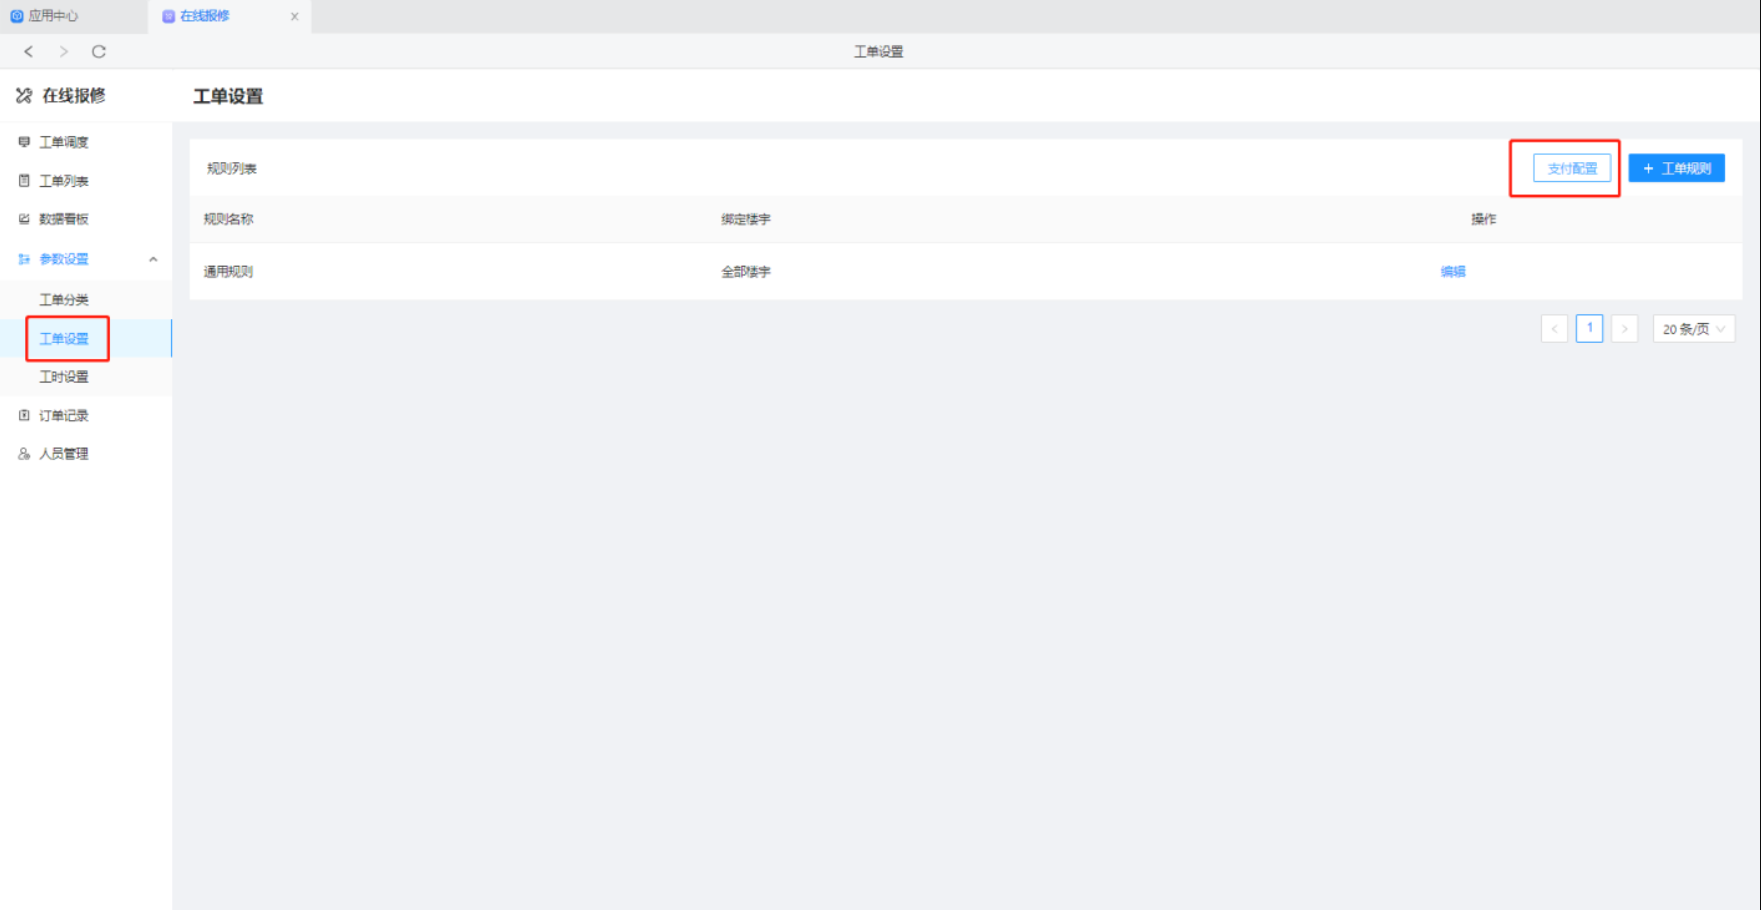 应用中心
在线报修
工单设置
在线报修
工单设置
工单调度
工单列表
数据看板
参数设置
工单分类
工单设置
工时设置
订单记录
人员管理
规则列表
支付配置
+ 工单规则
规则名称
绑定楼宇
操作
通用规则
全部楼宇
编辑
1
20 条/页